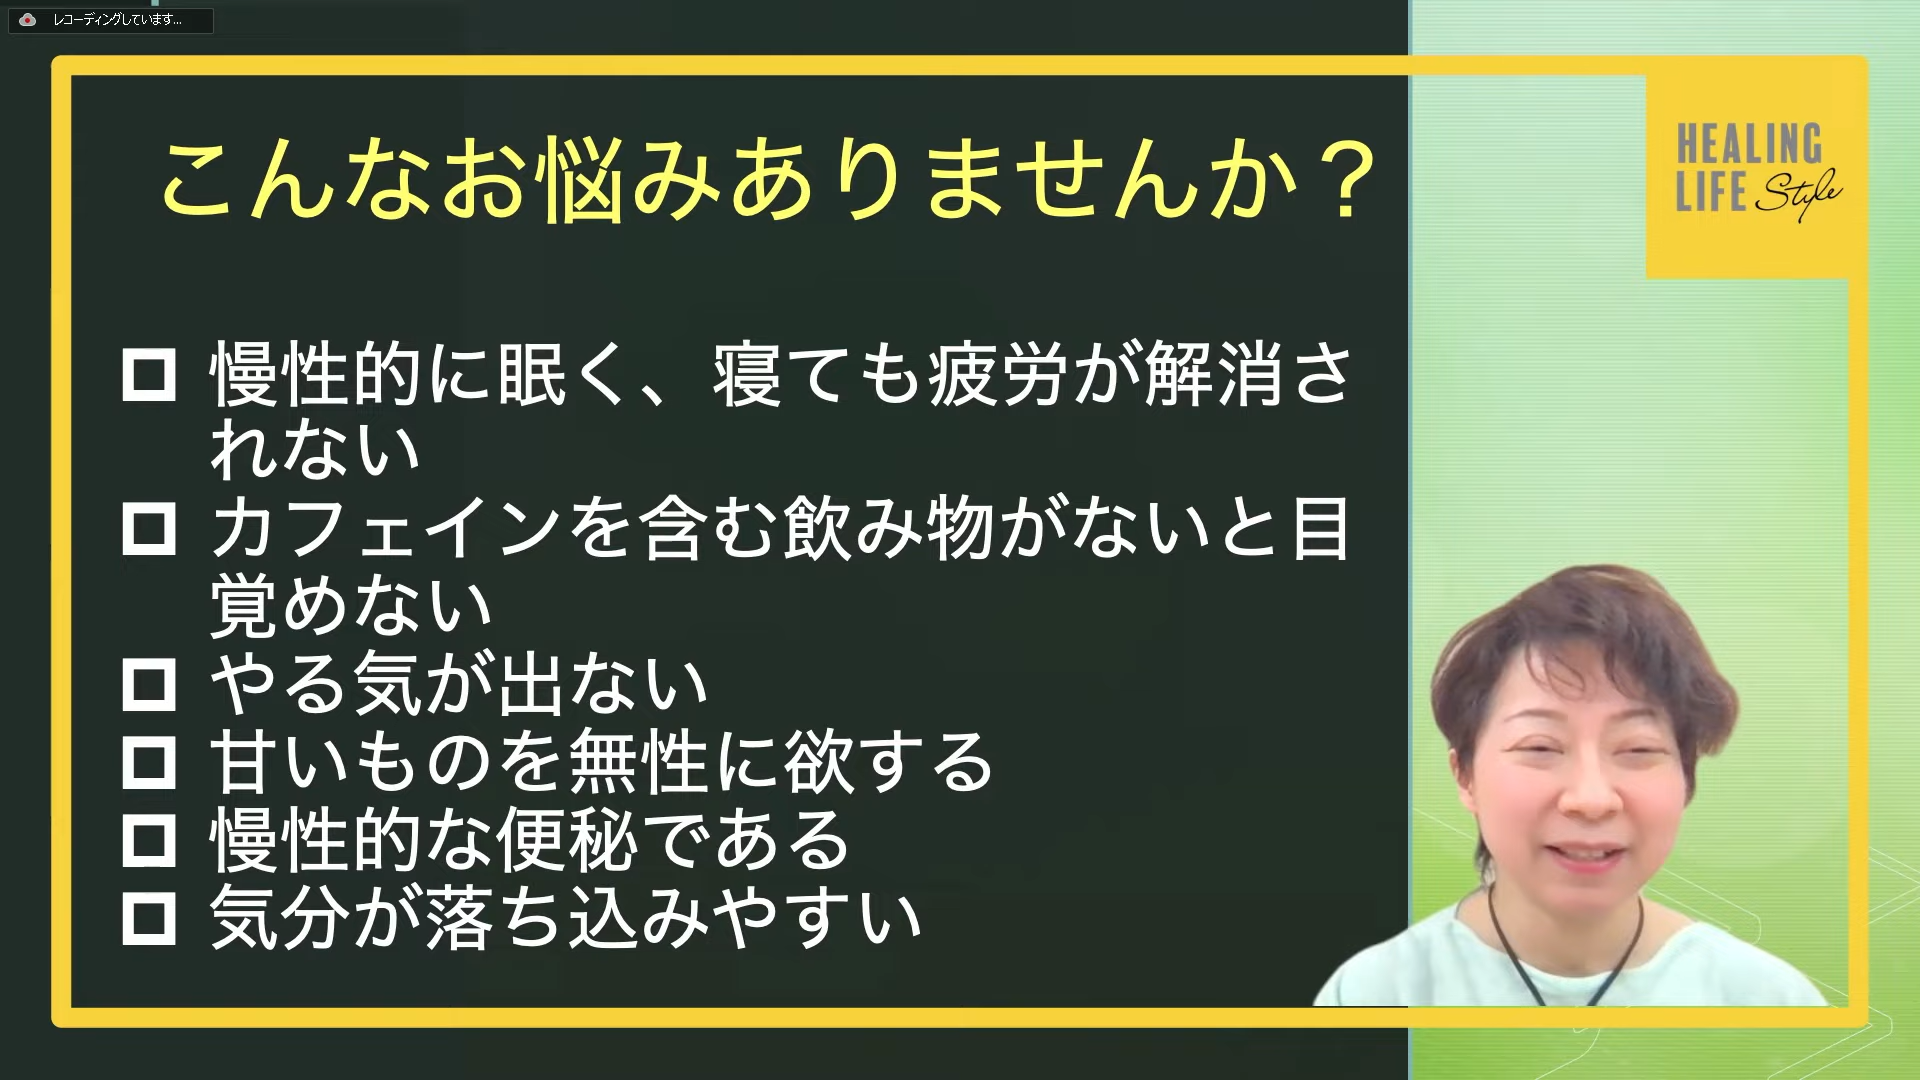 レコーディングしています...
こんなお悩みありませんか？
HEALING
LIFE Style
慢性的に眠く、寝ても疲労が解消さ
れない
カフェインを含む飲み物がないと目
覚めない
やる気が出ない
甘いものを無性に欲する
慢性的な便秘である
気分が落ち込みやすい